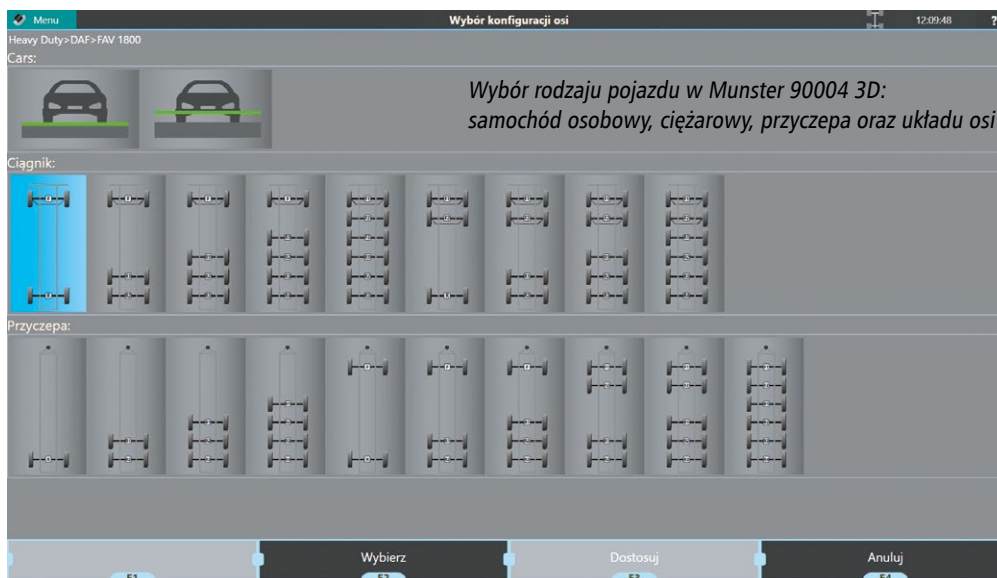 Menu
Wybór konfiguracji osi
12:09:48
?
Heavy Duty>DAF>FAV 1800
Cars:
Wybór rodzaju pojazdu w Munster 90004 3D:
samochód osobowy, ciężarowy, przyczepa oraz układu osi
Ciągnik:
Przyczepa:
Wybierz
Dostosuj
Anuluj
F1
F2
F3
F4